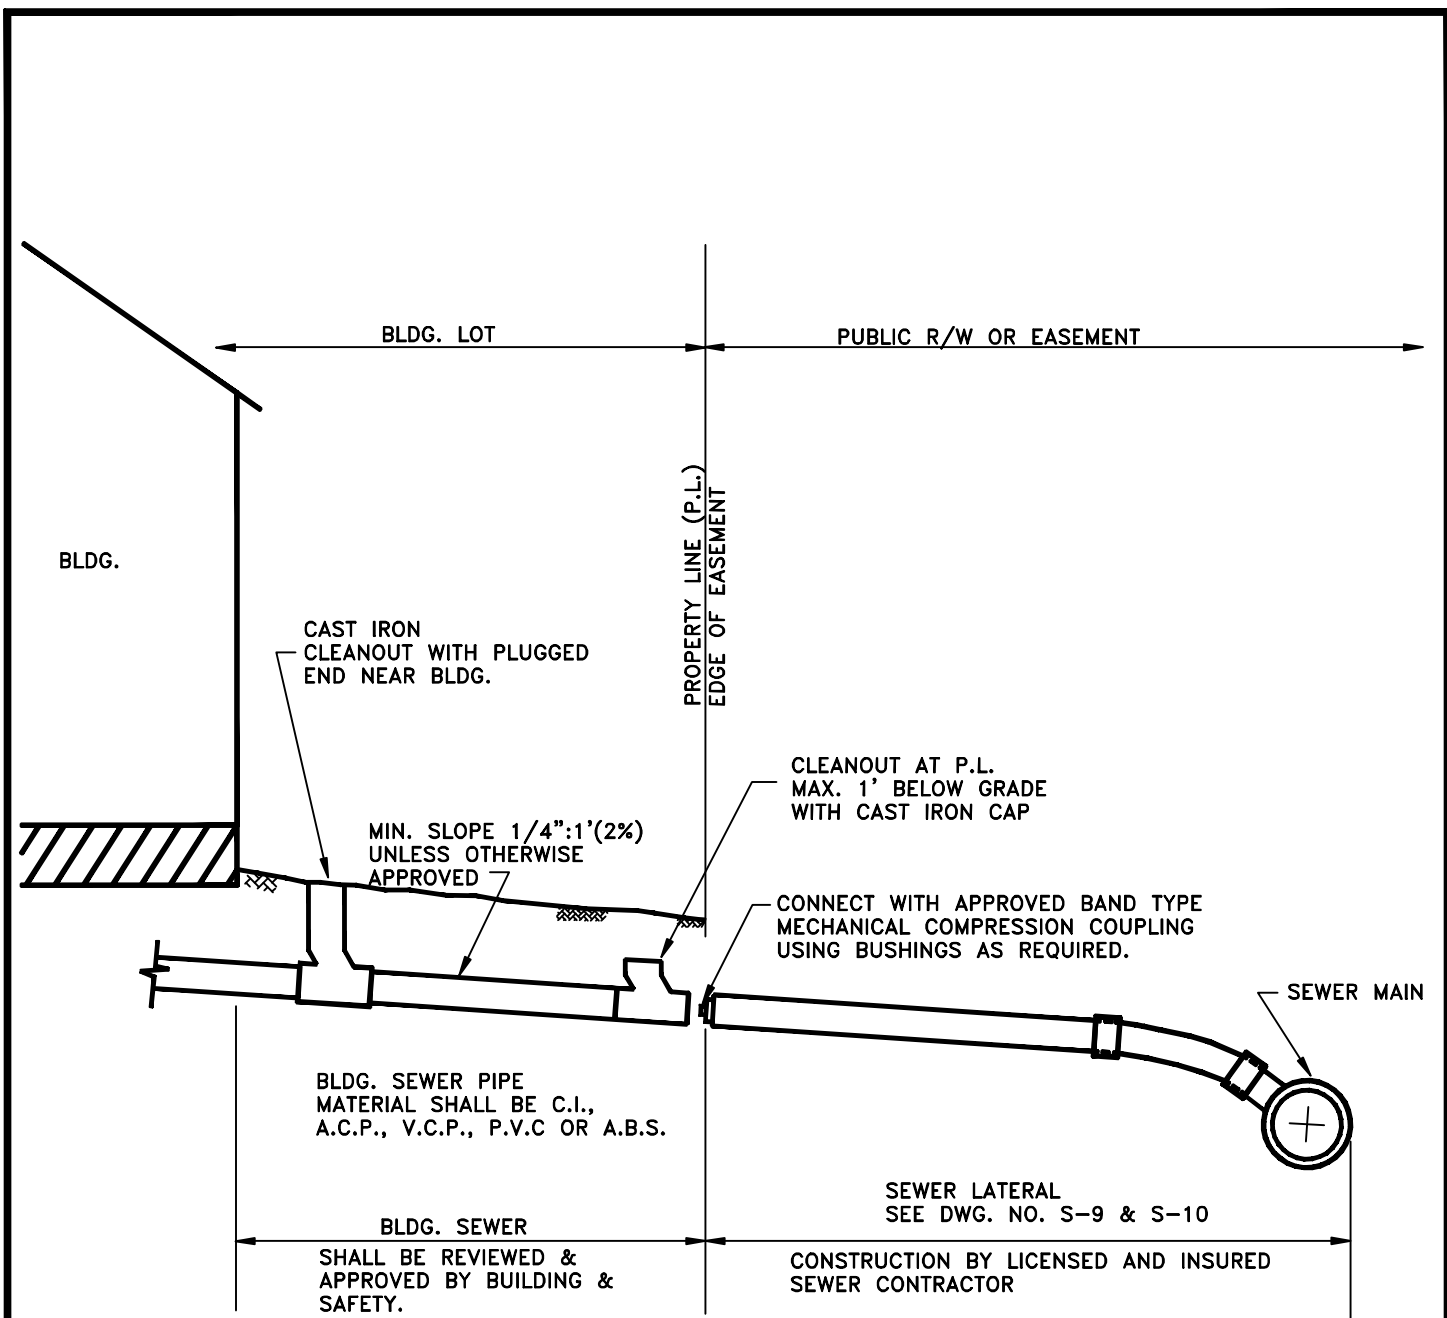 BLDG. LOT
PUBLIC R/W OR EASEMENT
PROPERTY LINE (P.L.)
EDGE OF EASEMENT
BLDG.
CAST IRON
CLEANOUT WITH PLUGGED
END NEAR BLDG.
CLEANOUT AT P.L.
MAX. 1' BELOW GRADE
WITH CAST IRON CAP
MIN. SLOPE 1/4":1'(2%)
UNLESS OTHERWISE
APPROVED
CONNECT WITH APPROVED BAND TYPE
MECHANICAL COMPRESSION COUPLING
USING BUSHINGS AS REQUIRED.
SEWER MAIN
BLDG. SEWER PIPE
MATERIAL SHALL BE C.I.,
A.C.P., V.C.P., P.V.C OR A.B.S.
SEWER LATERAL
SEE DWG. NO. S-9 & S-10
BLDG. SEWER
SHALL BE REVIEWED &
APPROVED BY BUILDING &
SAFETY.
CONSTRUCTION BY LICENSED AND INSURED
SEWER CONTRACTOR